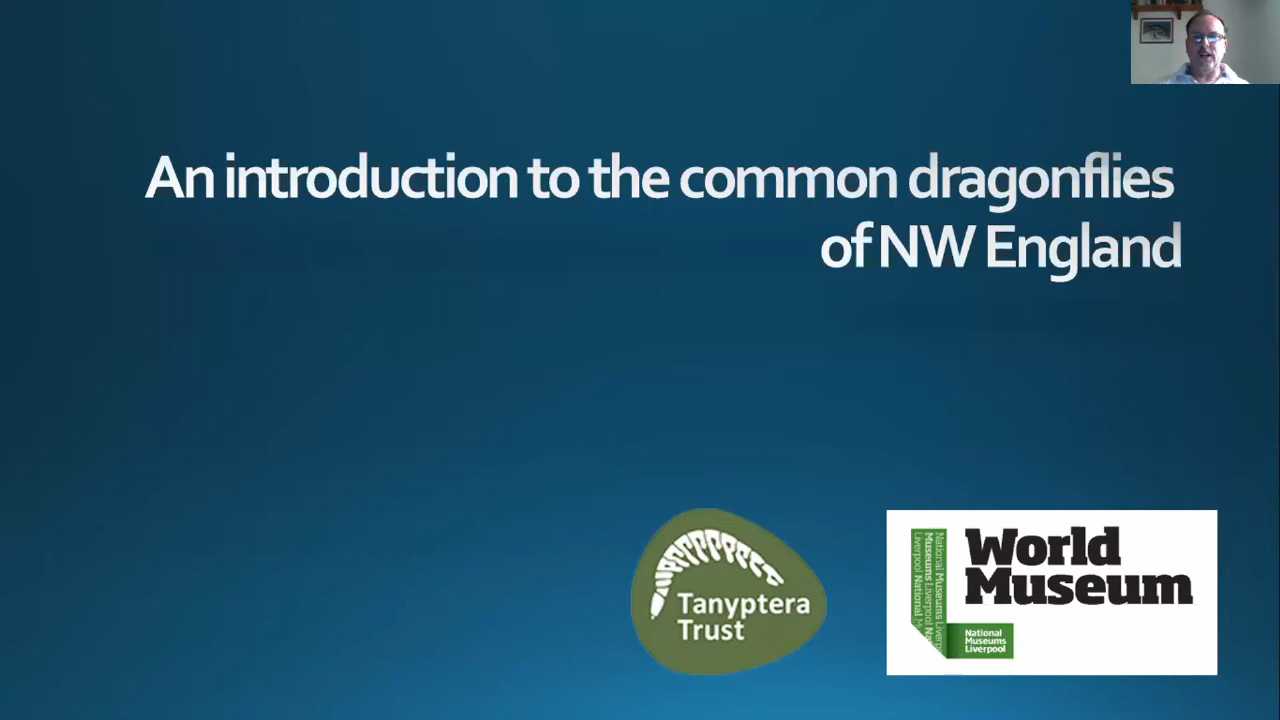 An introduction to the common dragonflies
of NW England
Tanyptera
Trust
World
Museum
National
Museums
Liverpool